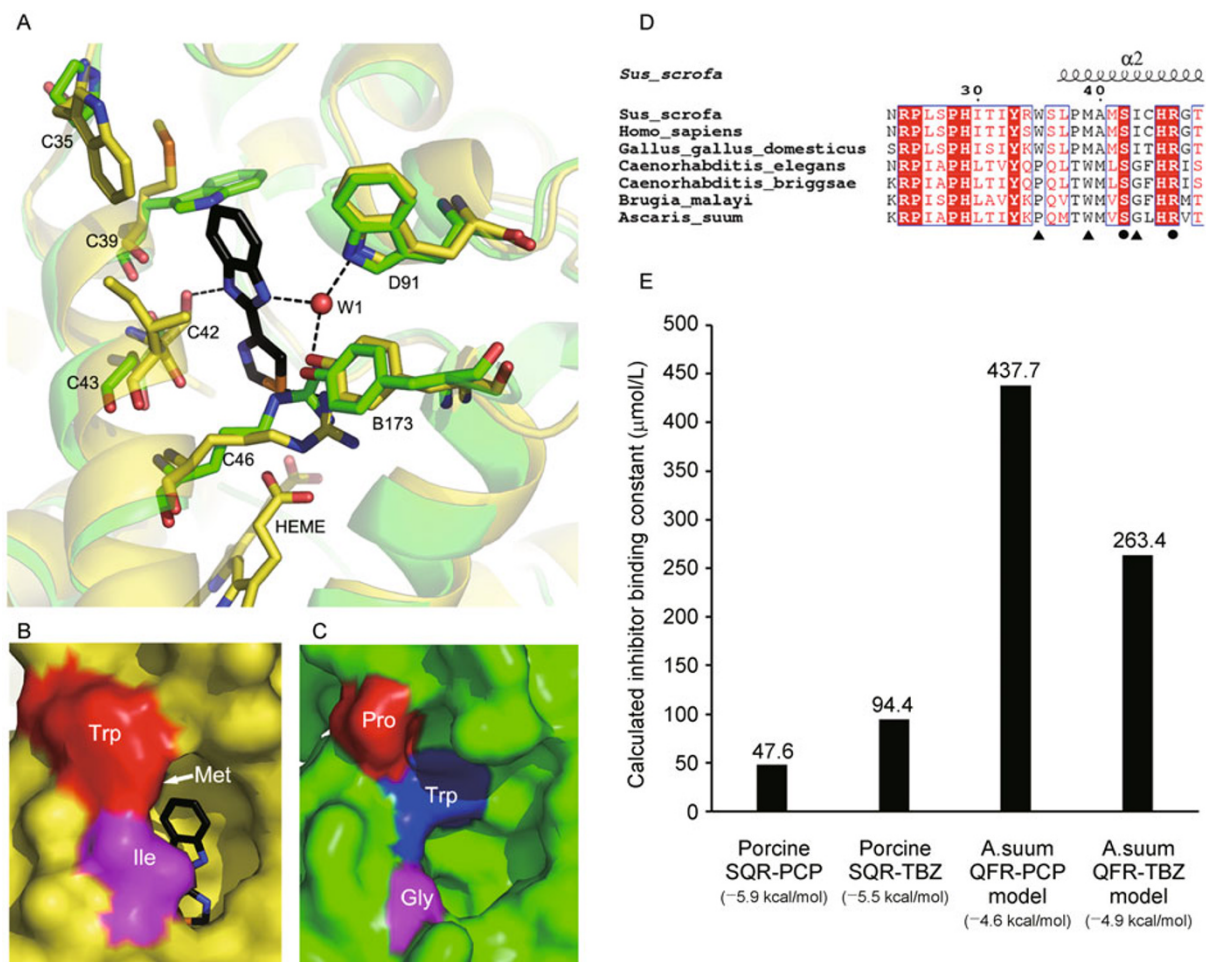 A
C35
C39
C42
C43
C46
D91
W1
B173
HEME
B
Trp
Met
Ile
C
Pro
Trp
Gly
D
α2
Sus_scrofa
30 40
Sus_scrofa NRPLSPHITIYRWSLPMAMSICHRGT
Homo_sapiens NRPLSPHITIYSWSLPMAMSICHRGT
Gallus_gallus_domesticus SRPLSPHISIYKWSLPMAMSITHRGT
Caenorhabditis_elegans KRPIAPHLTVYQPQLTWMLSGFHRIS
Caenorhabditis_briggsae KRPIAPHLTIYQPQLTWMLSGFHRMS
Brugia_malayi KRPISPHLAVYKPQLTWMVSGFHRIS
Ascaris_suum KRPIAPHLTIYKPQMTWMVSGLHRVT
E
Calculated inhibitor binding constant (μmol/L)
500
450
400
350
300
250
200
150
100
50
0
47.6
94.4
437.7
263.4
Porcine
SQR-PCP
(−5.9 kcal/mol)
Porcine
SQR-TBZ
(−5.5 kcal/mol)
A.suum
QFR-PCP
model
(−4.6 kcal/mol)
A.suum
QFR-TBZ
model
(−4.9 kcal/mol)